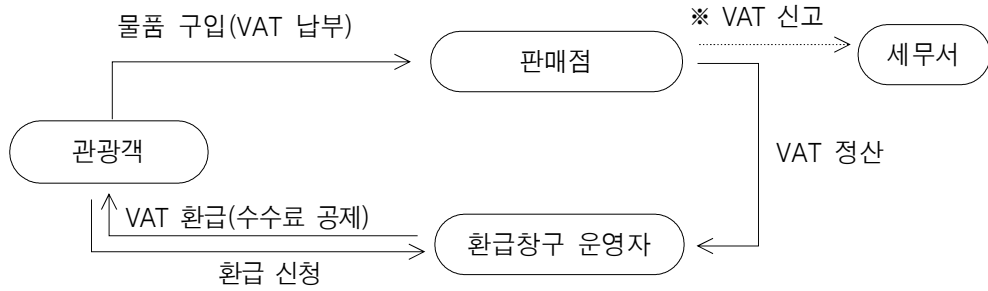 물품 구입(VAT 납부)
※ VAT 신고
판매점
세무서
관광객
VAT 정산
VAT 환급(수수료 공제)
환급창구 운영자
환급 신청